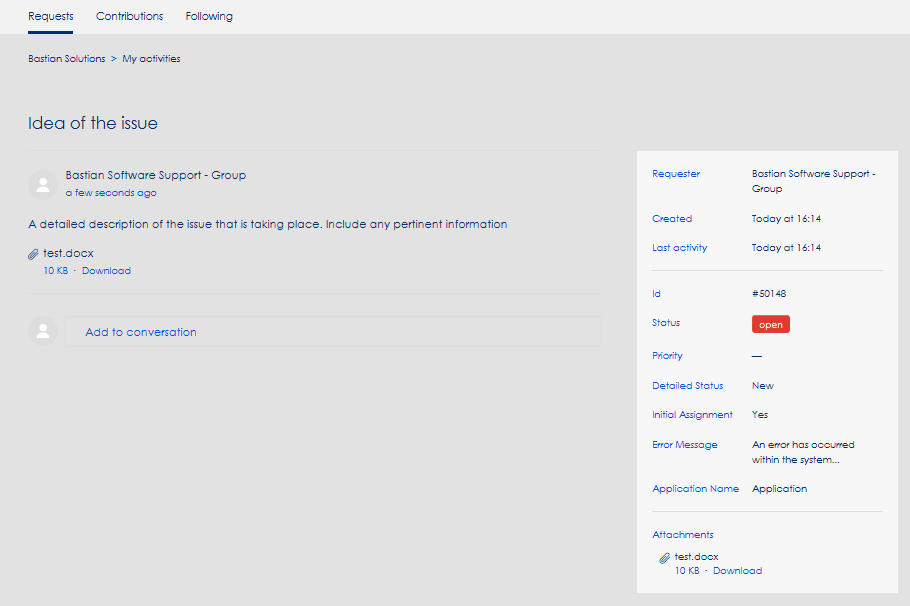 Requests Contributions Following
Bastian Solutions > My activities
Idea of the issue
Bastian Software Support - Group
a few seconds ago
A detailed description of the issue that is taking place. Include any pertinent information
test.docx
10 KB · Download
Add to conversation
Requester Bastian Software Support -
Group
Created Today at 16:14
Last activity Today at 16:14
Id #50148
Status open
Priority —
Detailed Status New
Initial Assignment Yes
Error Message An error has occurred
within the system...
Application Name Application
Attachments
test.docx
10 KB · Download